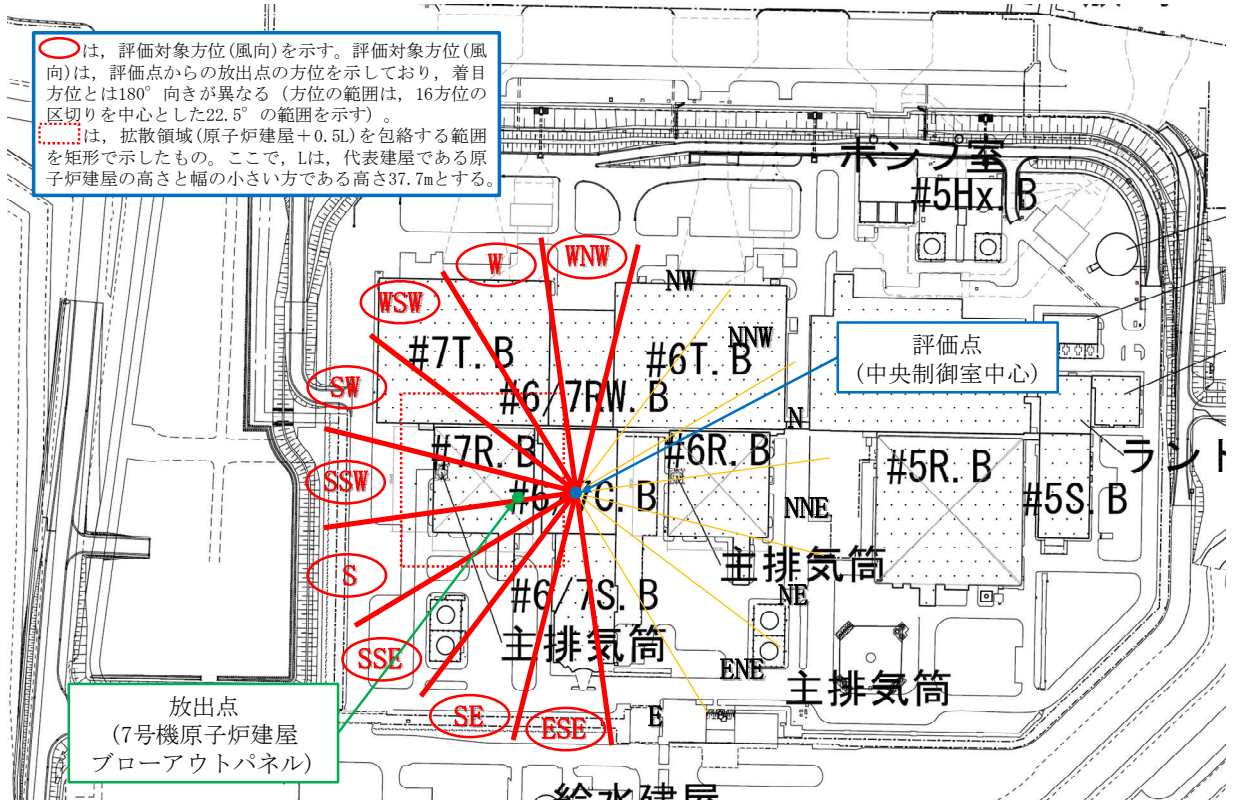 は，評価対象方位(風向)を示す。評価対象方位(風
向)は，評価点からの放出点の方位を示しており，着目
方位とは180°向きが異なる（方位の範囲は，16方位の
区切りを中心とした22.5°の範囲を示す）。
は，拡散領域(原子炉建屋＋0.5L)を包絡する範囲
を矩形で示したもの。ここで，Lは，代表建屋である原
子炉建屋の高さと幅の小さい方である高さ37.7mとする。
ポンプ室
#5Hx.B
W
WNW
NW
WSW
#7T.B
NNW
#6T.B
評価点
(中央制御室中心)
SW
#6/7RW.B
N
#7R.B
#6R.B
#5R.B
ランド
SSW
#6/7C.B
NNE
#5S.B
主排気筒
S
#6/7S.B
NE
主排気筒
SSE
ENE
主排気筒
SE
ESE
E
放出点
(7号機原子炉建屋
ブローアウトパネル)
給水建屋